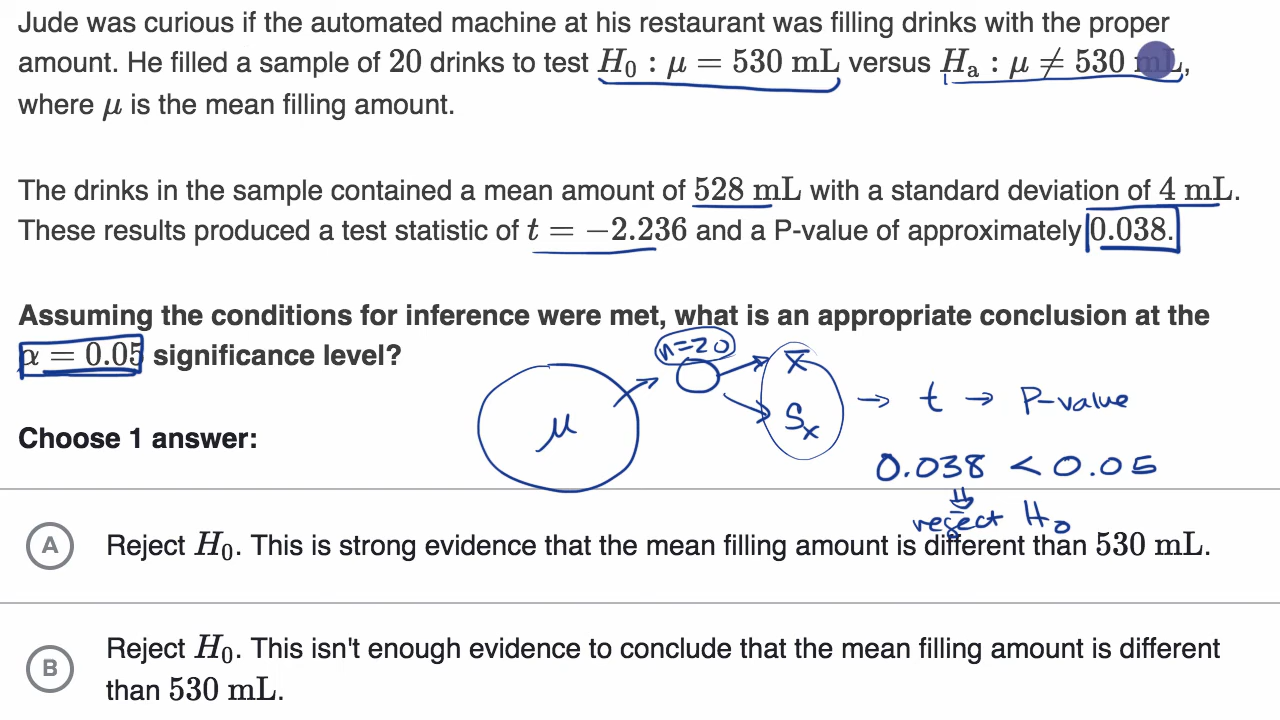 Jude was curious if the automated machine at his restaurant was filling drinks with the proper
amount. He filled a sample of 20 drinks to test H₀ : μ = 530 mL versus Hₐ : μ ≠ 530 mL,
where μ is the mean filling amount.
The drinks in the sample contained a mean amount of 528 mL with a standard deviation of 4 mL.
These results produced a test statistic of t = −2.236 and a P-value of approximately 0.038.
Assuming the conditions for inference were met, what is an appropriate conclusion at the
α = 0.05 significance level?
n=20
x̄
μ
Sₓ
→ t → P-value
Choose 1 answer:
0.038 < 0.05
reject H₀
A Reject H₀. This is strong evidence that the mean filling amount is different than 530 mL.
B Reject H₀. This isn't enough evidence to conclude that the mean filling amount is different
than 530 mL.